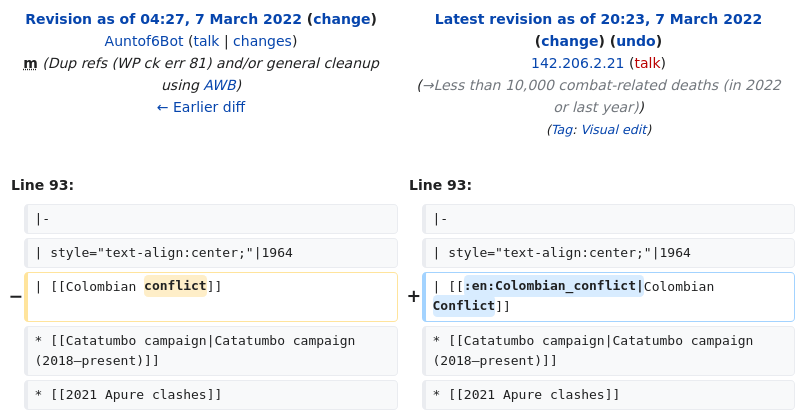 Revision as of 04:27, 7 March 2022 (change)
Auntof6Bot (talk | changes)
m (Dup refs (WP ck err 81) and/or general cleanup
using AWB)
← Earlier diff
Latest revision as of 20:23, 7 March 2022
(change) (undo)
142.206.2.21 (talk)
(→Less than 10,000 combat-related deaths (in 2022
or last year))
(Tag: Visual edit)
Line 93:
Line 93:
|-
|-
| style="text-align:center;"|1964
| style="text-align:center;"|1964
− | [[Colombian conflict]]
+ | [[:en:Colombian_conflict|Colombian
Conflict]]
* [[Catatumbo campaign|Catatumbo campaign
(2018–present)]]
* [[Catatumbo campaign|Catatumbo campaign
(2018–present)]]
* [[2021 Apure clashes]]
* [[2021 Apure clashes]]